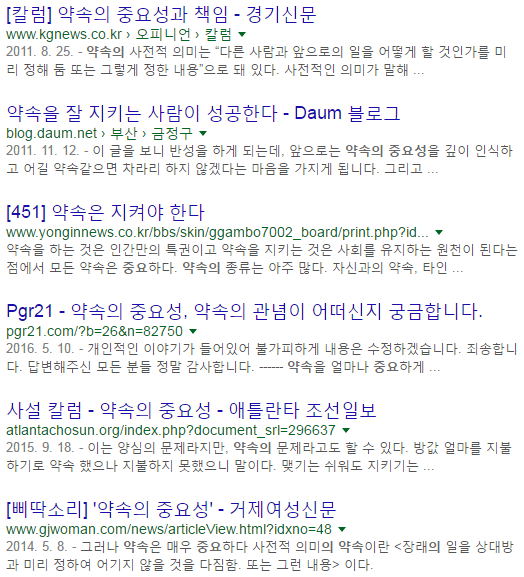 [칼럼] 약속의 중요성과 책임 - 경기신문
www.kgnews.co.kr › 오피니언 › 칼럼
2011. 8. 25. - 약속의 사전적 의미는 “다른 사람과 앞으로의 일을 어떻게 할 것인가를 미
리 정해 둠 또는 그렇게 정한 내용”으로 돼 있다. 사전적인 의미가 말해 ...
약속을 잘 지키는 사람이 성공한다 - Daum 블로그
blog.daum.net › 부산 › 금정구
2011. 11. 12. - 이 글을 보니 반성을 하게 되는데, 앞으로는 약속의 중요성을 깊이 인식하
고 어길 약속같으면 차라리 하지 않겠다는 마음을 가지게 됩니다. 그리고 ...
[451] 약속은 지켜야 한다
www.yonginnews.co.kr/bbs/skin/ggambo7002_board/print.php?id...
약속을 하는 것은 인간만의 특권이고 약속을 지키는 것은 사회를 유지하는 원천이 된다는
점에서 모든 약속은 중요하다. 약속의 종류는 아주 많다. 자신과의 약속, 타인 ...
Pgr21 - 약속의 중요성, 약속의 관념이 어떠신지 궁금합니다.
pgr21.com/?b=26&n=82750
2016. 5. 10. - 개인적인 이야기가 들어있어 불가피하게 내용은 수정하겠습니다. 죄송합니
다. 답변해주신 모든 분들 정말 감사합니다. ------ 약속을 얼마나 중요하게 ...
사설 칼럼 - 약속의 중요성 - 애틀란타 조선일보
atlantachosun.org/index.php?document_srl=296637
2015. 9. 18. - 이는 양심의 문제라지만, 약속의 문제라고도 할 수 있다. 방값 얼마를 지불
하기로 약속 했으나 지불하지 못했으니 말이다. 맺기는 쉬워도 지키기는 ...
[삐딱소리] '약속의 중요성' - 거제여성신문
www.gjwoman.com/news/articleView.html?idxno=48
2014. 5. 8. - 그러나 약속은 매우 중요하다 사전적 의미의 약속이란 <장래의 일을 상대방
과 미리 정하여 어기지 않을 것을 다짐함. 또는 그런 내용> 이다.